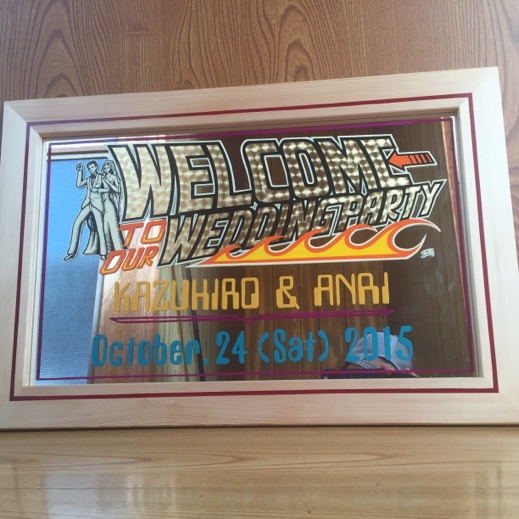 WELCOME
TO OUR
WEDDING PARTY
KAZUHIRO & ANRI
October. 24 (Sat) 2015